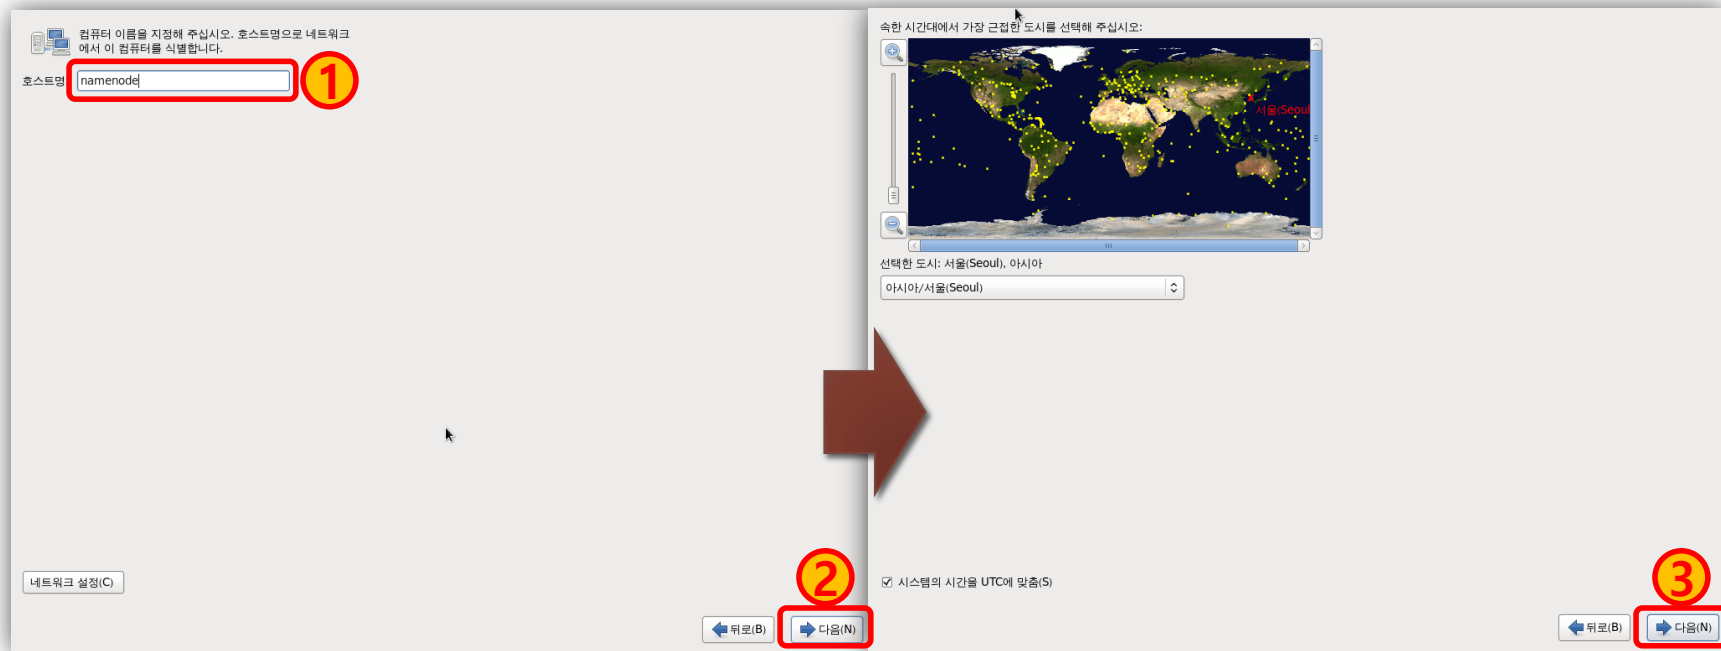 컴퓨터 이름을 지정해 주십시오. 호스트명으로 네트워크
에서 이 컴퓨터를 식별합니다.
호스트명
namenode
1
네트워크 설정(C)
2
뒤로(B)
다음(N)
속한 시간대에서 가장 근접한 도시를 선택해 주십시오:
서울(Seoul
선택한 도시: 서울(Seoul), 아시아
아시아/서울(Seoul)
시스템의 시간을 UTC에 맞춤(S)
3
뒤로(B)
다음(N)